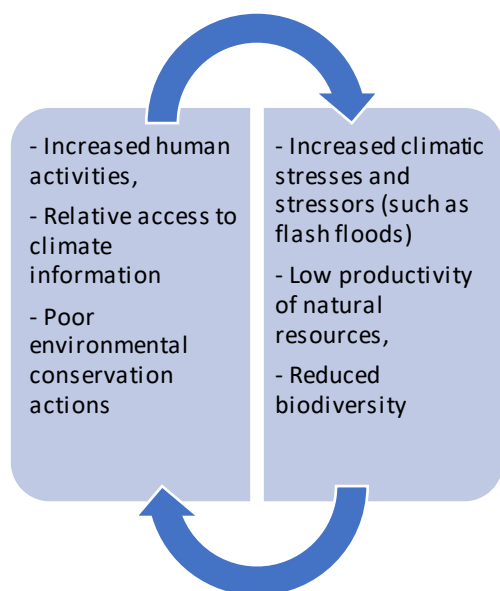 - Increased human
activities,
- Relative access to
climate
information
- Poor
environmental
conservation
actions
- Increased climatic
stresses and
stressors (such as
flash floods)
- Low productivity
of natural
resources,
- Reduced
biodiversity